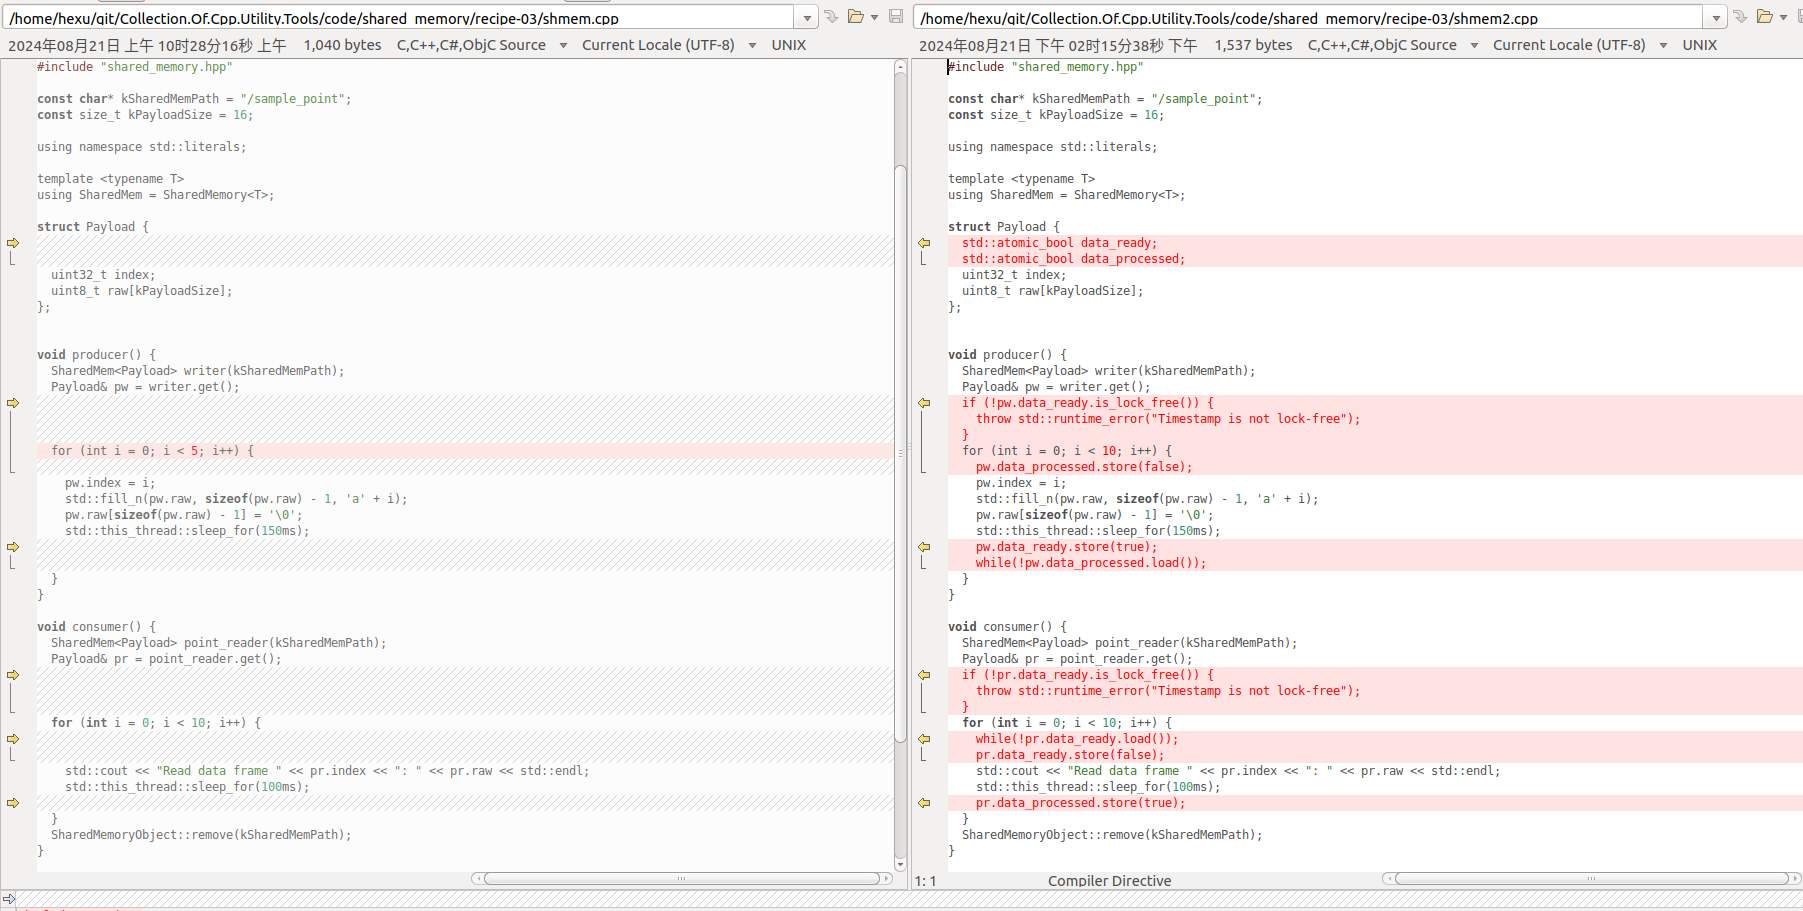 /home/hexu/git/Collection.Of.Cpp.Utility.Tools/code/shared_memory/recipe-03/shmem.cpp
2024年08月21日 上午 10时28分16秒 上午 1,040 bytes C,C++,C#,ObjC Source Current Locale (UTF-8) UNIX
#include "shared_memory.hpp"
const char* kSharedMemPath = "/sample_point";
const size_t kPayloadSize = 16;
using namespace std::literals;
template <typename T>
using SharedMem = SharedMemory<T>;
struct Payload {
uint32_t index;
uint8_t raw[kPayloadSize];
};
void producer() {
SharedMem<Payload> writer(kSharedMemPath);
Payload& pw = writer.get();
for (int i = 0; i < 5; i++) {
pw.index = i;
std::fill_n(pw.raw, sizeof(pw.raw) - 1, 'a' + i);
pw.raw[sizeof(pw.raw) - 1] = '\0';
std::this_thread::sleep_for(150ms);
}
}
void consumer() {
SharedMem<Payload> point_reader(kSharedMemPath);
Payload& pr = point_reader.get();
for (int i = 0; i < 10; i++) {
std::cout << "Read data frame " << pr.index << ": " << pr.raw << std::endl;
std::this_thread::sleep_for(100ms);
}
SharedMemoryObject::remove(kSharedMemPath);
}
/home/hexu/git/Collection.Of.Cpp.Utility.Tools/code/shared_memory/recipe-03/shmem2.cpp
2024年08月21日 下午 02时15分38秒 下午 1,537 bytes C,C++,C#,ObjC Source Current Locale (UTF-8) UNIX
#include "shared_memory.hpp"
const char* kSharedMemPath = "/sample_point";
const size_t kPayloadSize = 16;
using namespace std::literals;
template <typename T>
using SharedMem = SharedMemory<T>;
struct Payload {
std::atomic_bool data_ready;
std::atomic_bool data_processed;
uint32_t index;
uint8_t raw[kPayloadSize];
};
void producer() {
SharedMem<Payload> writer(kSharedMemPath);
Payload& pw = writer.get();
if (!pw.data_ready.is_lock_free()) {
throw std::runtime_error("Timestamp is not lock-free");
}
for (int i = 0; i < 10; i++) {
pw.data_processed.store(false);
pw.index = i;
std::fill_n(pw.raw, sizeof(pw.raw) - 1, 'a' + i);
pw.raw[sizeof(pw.raw) - 1] = '\0';
std::this_thread::sleep_for(150ms);
pw.data_ready.store(true);
while(!pw.data_processed.load());
}
}
void consumer() {
SharedMem<Payload> point_reader(kSharedMemPath);
Payload& pr = point_reader.get();
if (!pr.data_ready.is_lock_free()) {
throw std::runtime_error("Timestamp is not lock-free");
}
for (int i = 0; i < 10; i++) {
while(!pr.data_ready.load());
pr.data_ready.store(false);
std::cout << "Read data frame " << pr.index << ": " << pr.raw << std::endl;
std::this_thread::sleep_for(100ms);
pr.data_processed.store(true);
}
SharedMemoryObject::remove(kSharedMemPath);
}
1: 1 Compiler Directive